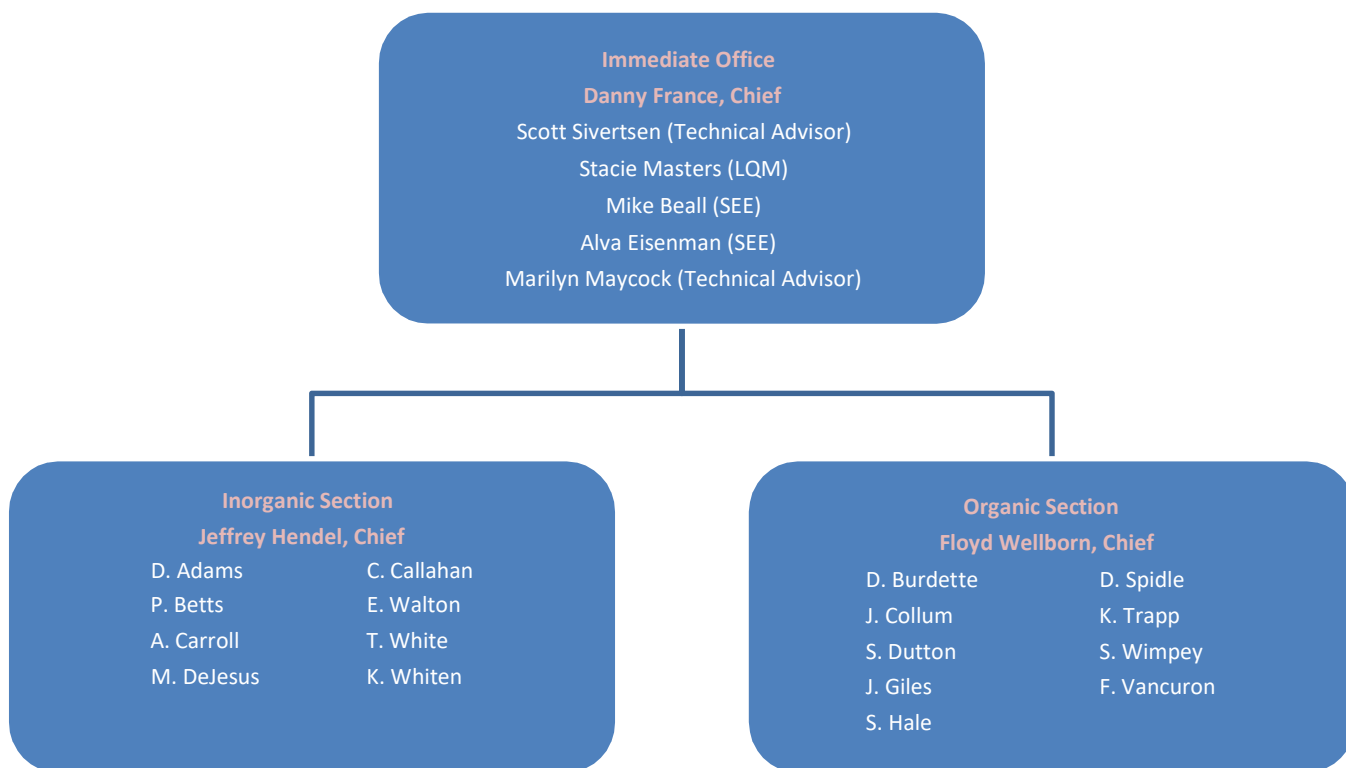 Immediate Office
Danny France, Chief
Scott Sivertsen (Technical Advisor)
Stacie Masters (LQM)
Mike Beall (SEE)
Alva Eisenman (SEE)
Marilyn Maycock (Technical Advisor)
Inorganic Section
Jeffrey Hendel, Chief
D. Adams C. Callahan
P. Betts E. Walton
A. Carroll T. White
M. DeJesus K. Whiten
Organic Section
Floyd Wellborn, Chief
D. Burdette D. Spidle
J. Collum K. Trapp
S. Dutton S. Wimpey
J. Giles F. Vancuron
S. Hale